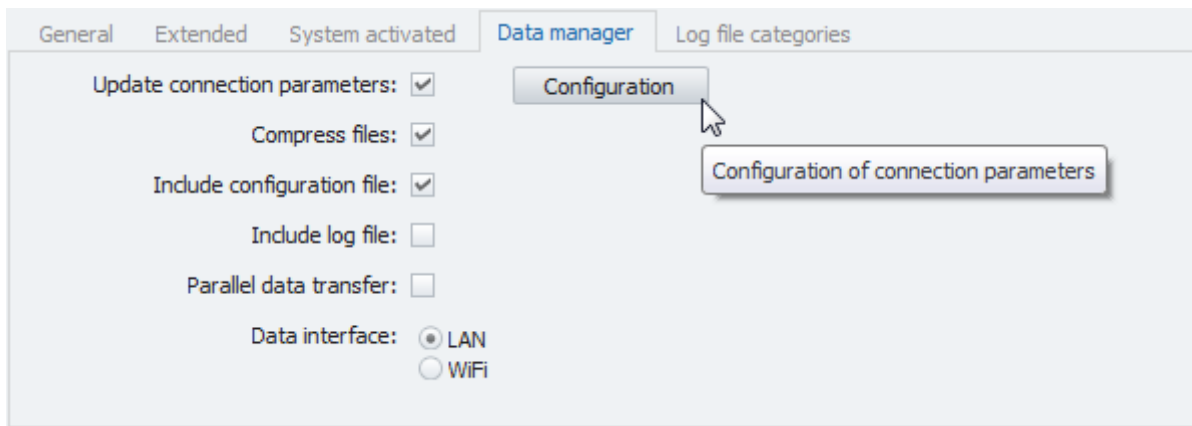 General Extended System activated Data manager Log file categories
Update connection parameters: Configuration
Compress files:
Configuration of connection parameters
Include configuration file:
Include log file:
Parallel data transfer:
Data interface: LAN
WiFi